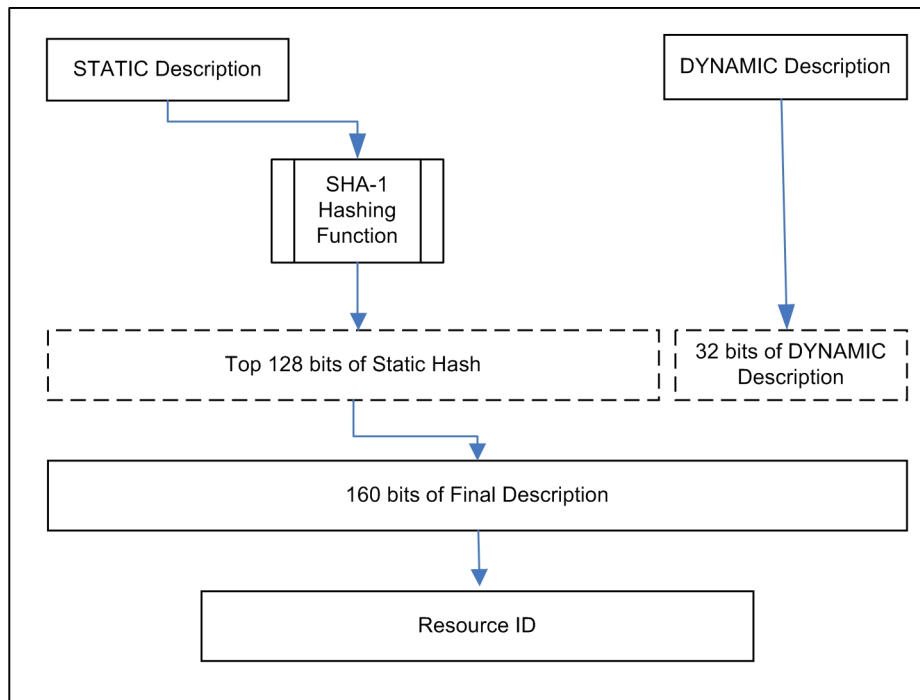 STATIC Description
DYNAMIC Description
SHA-1
Hashing
Function
Top 128 bits of Static Hash
32 bits of DYNAMIC
Description
160 bits of Final Description
Resource ID